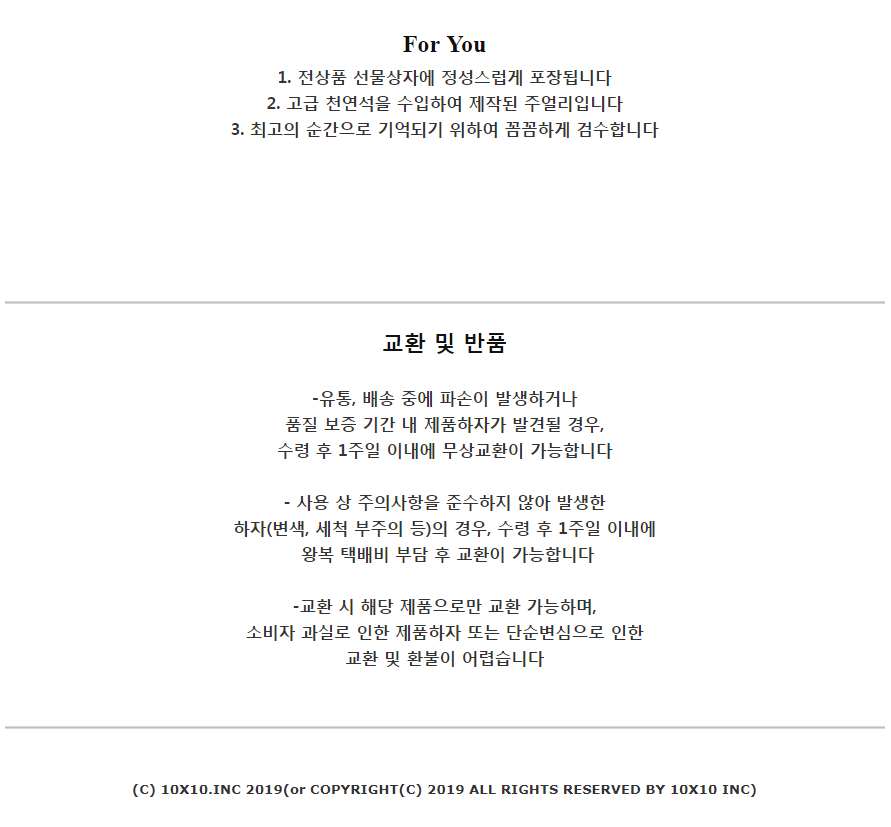 For You
1. 전상품 선물상자에 정성스럽게 포장됩니다
2. 고급 천연석을 수입하여 제작된 주얼리입니다
3. 최고의 순간으로 기억되기 위하여 꼼꼼하게 검수합니다
교환 및 반품
-유통, 배송 중에 파손이 발생하거나
품질 보증 기간 내 제품하자가 발견될 경우,
수령 후 1주일 이내에 무상교환이 가능합니다
- 사용 상 주의사항을 준수하지 않아 발생한
하자(변색, 세척 부주의 등)의 경우, 수령 후 1주일 이내에
왕복 택배비 부담 후 교환이 가능합니다
-교환 시 해당 제품으로만 교환 가능하며,
소비자 과실로 인한 제품하자 또는 단순변심으로 인한
교환 및 환불이 어렵습니다
(C) 10X10.INC 2019(or COPYRIGHT(C) 2019 ALL RIGHTS RESERVED BY 10X10 INC)